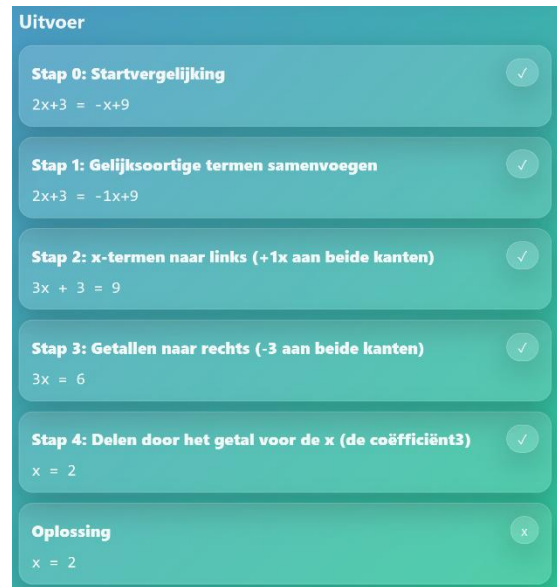 Uitvoer
Stap 0: Startvergelijking
✓
2x+3 = -x+9
Stap 1: Gelijksoortige termen samenvoegen
✓
2x+3 = -1x+9
Stap 2: x-termen naar links (+1x aan beide kanten)
✓
3x + 3 = 9
Stap 3: Getallen naar rechts (-3 aan beide kanten)
✓
3x = 6
Stap 4: Delen door het getal voor de x (de coëfficiënt3)
✓
x = 2
Oplossing
x
x = 2